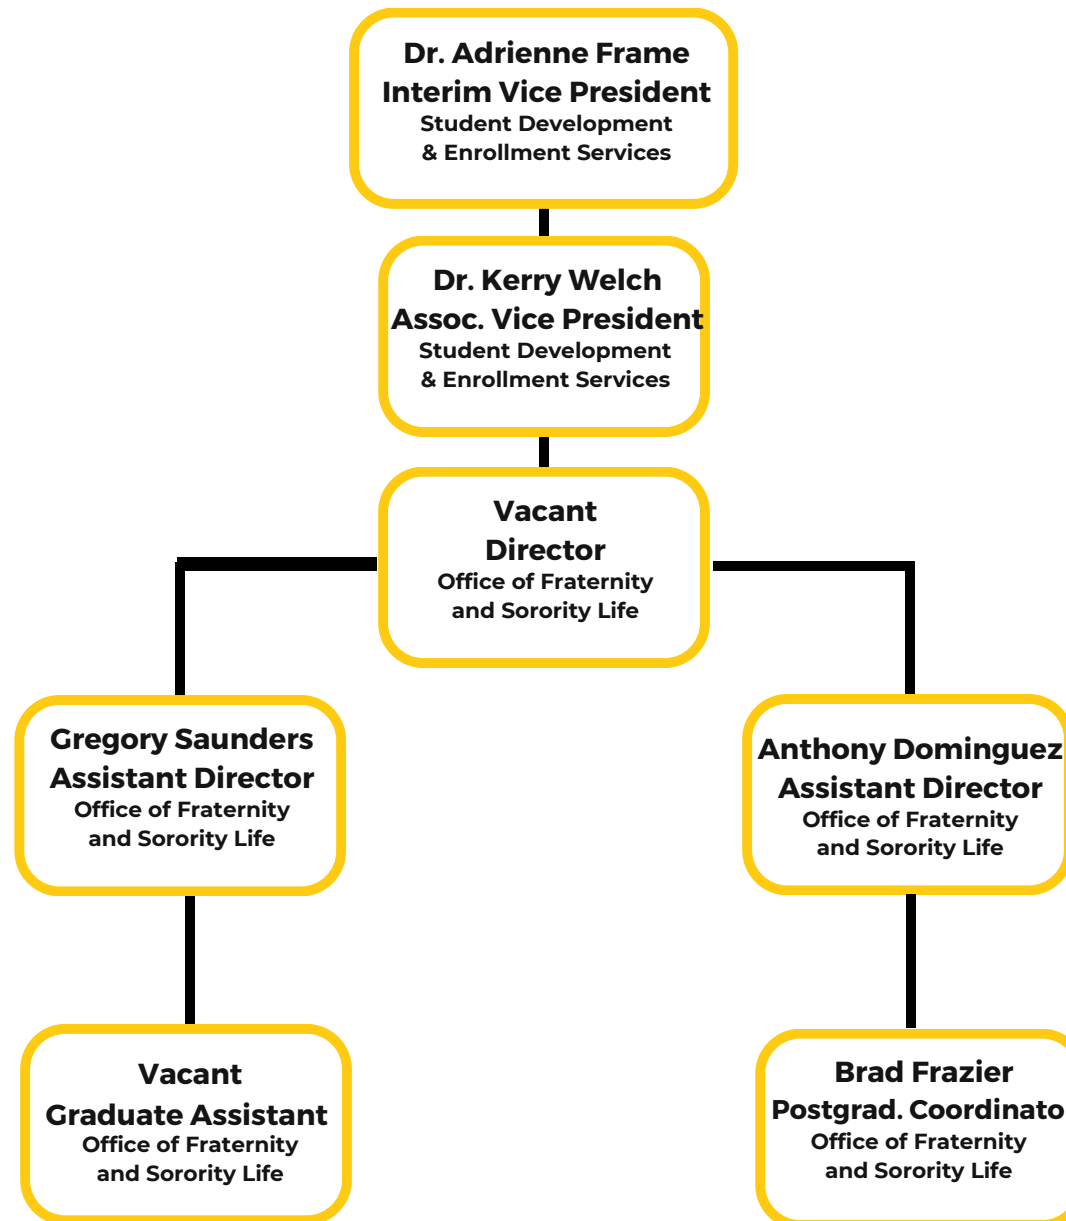 Dr. Adrienne Frame
Interim Vice President
Student Development
& Enrollment Services
Dr. Kerry Welch
Assoc. Vice President
Student Development
& Enrollment Services
Vacant
Director
Office of Fraternity
and Sorority Life
Gregory Saunders
Assistant Director
Office of Fraternity
and Sorority Life
Anthony Dominguez
Assistant Director
Office of Fraternity
and Sorority Life
Vacant
Graduate Assistant
Office of Fraternity
and Sorority Life
Brad Frazier
Postgrad. Coordinato
Office of Fraternity
and Sorority Life